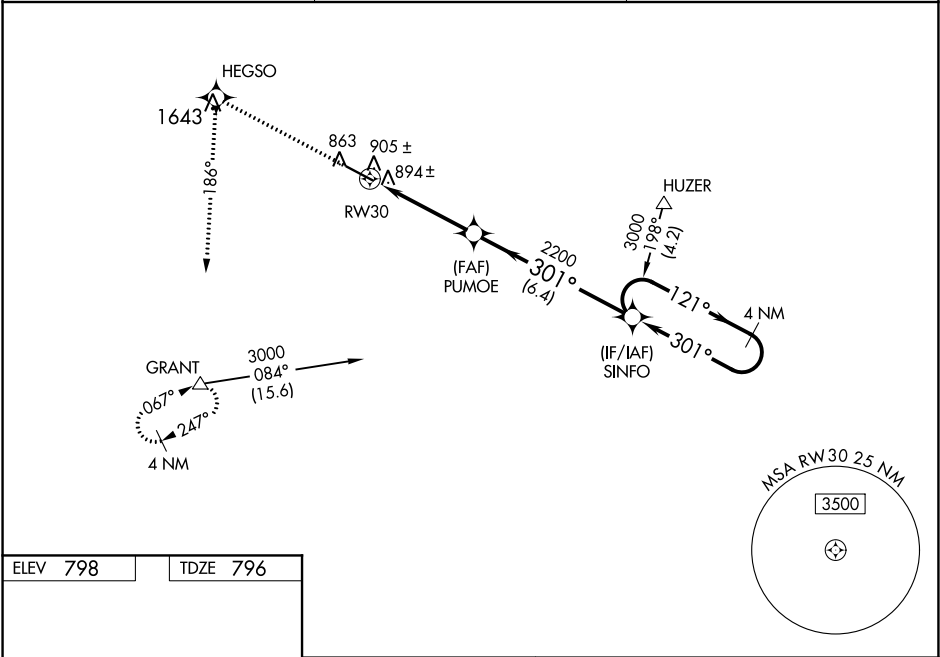 HEGSO
1643
863
905 ±
894 ±
RW30
186°
HUZER
3000
198°
(4.2)
(FAF)
PUMOE
2200
301°
(6.4)
121°
4 NM
301°
(IF/IAF)
SINFO
GRANT
3000
084°
(15.6)
067°
247°
4 NM
MSA RW30 25 NM
3500
ELEV 798
TDZE 796